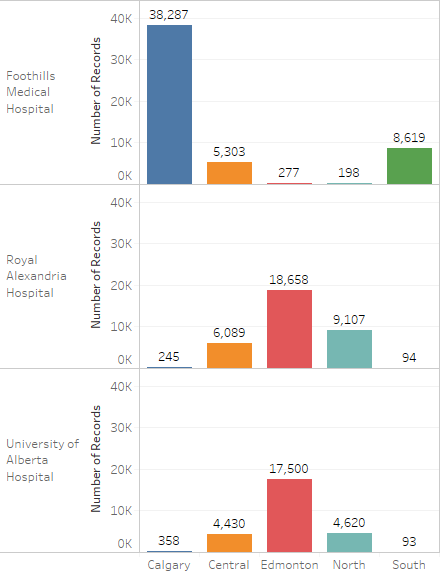 Foothills
Medical
Hospital
Number of Records
40K
30K
20K
10K
0K
38,287
5,303
277
198
8,619
Royal
Alexandria
Hospital
Number of Records
40K
30K
20K
10K
0K
245
6,089
18,658
9,107
94
University of
Alberta
Hospital
Number of Records
40K
30K
20K
10K
0K
358
4,430
17,500
4,620
93
Calgary Central Edmonton North South